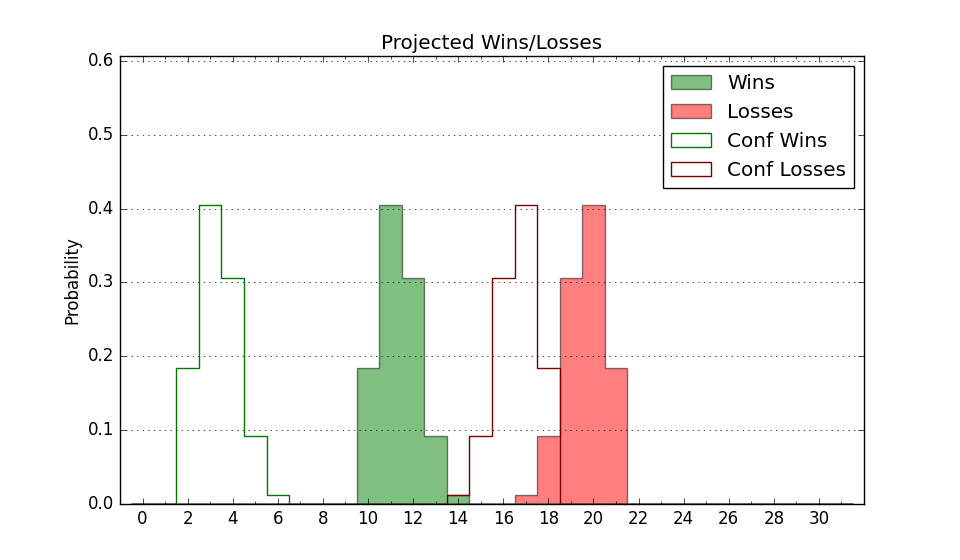 Projected Wins/Losses
0.6
0.5
0.4
0.3
0.2
0.1
0.0
Probability
Wins
Losses
Conf Wins
Conf Losses
0 2 4 6 8 10 12 14 16 18 20 22 24 26 28 30